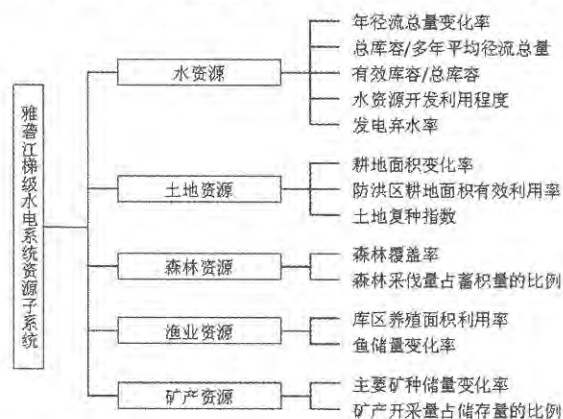 雅砻江梯级水电系统资源子系统
水资源
年径流总量变化率
总库容/多年平均径流总量
有效库容/总库容
水资源开发利用程度
发电弃水率
土地资源
耕地面积变化率
防洪区耕地面积有效利用率
土地复种指数
森林资源
森林覆盖率
森林采伐量占蓄积量的比例
渔业资源
库区养殖面积利用率
鱼储量变化率
矿产资源
主要矿种储量变化率
矿产开采量占储存量的比例